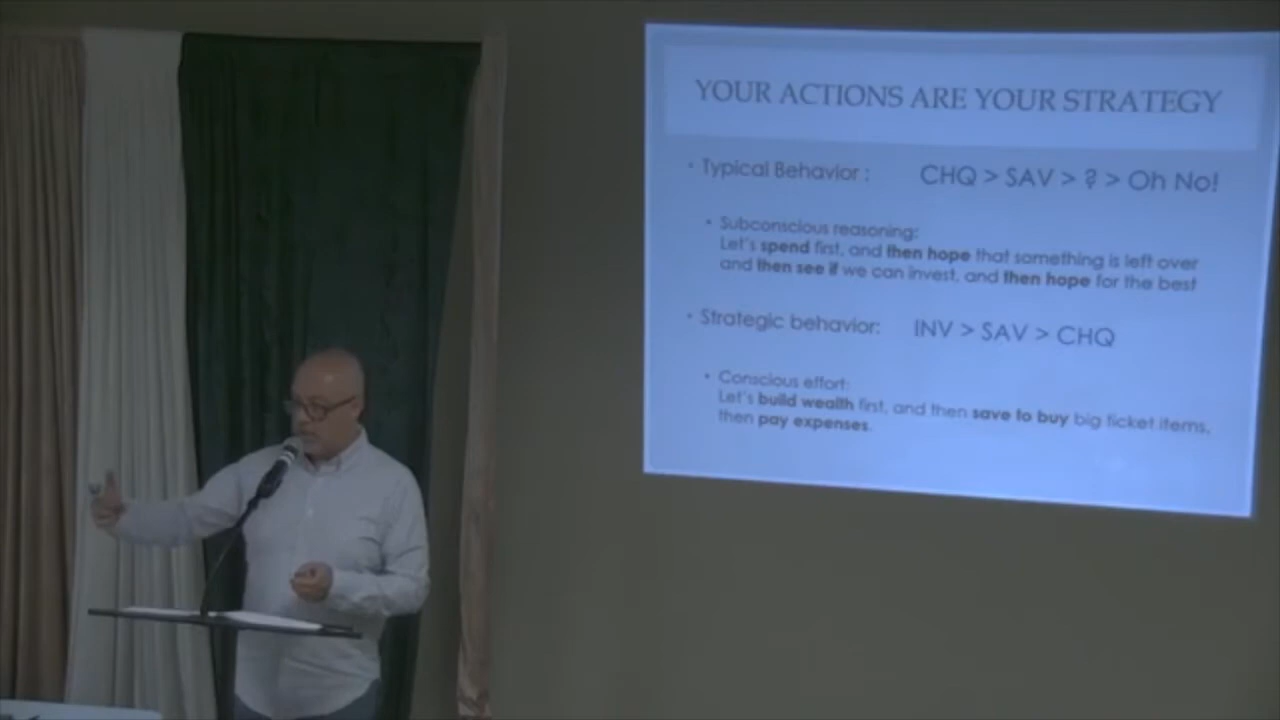 YOUR ACTIONS ARE YOUR STRATEGY
• Typical Behavior : CHQ > SAV > ? > Oh No!
• Subconscious reasoning:
Let's spend first, and then hope that something is left over
and then see if we can invest, and then hope for the best
• Strategic behavior: INV > SAV > CHQ
• Conscious effort:
Let's build wealth first, and then save to buy big ticket items,
then pay expenses.